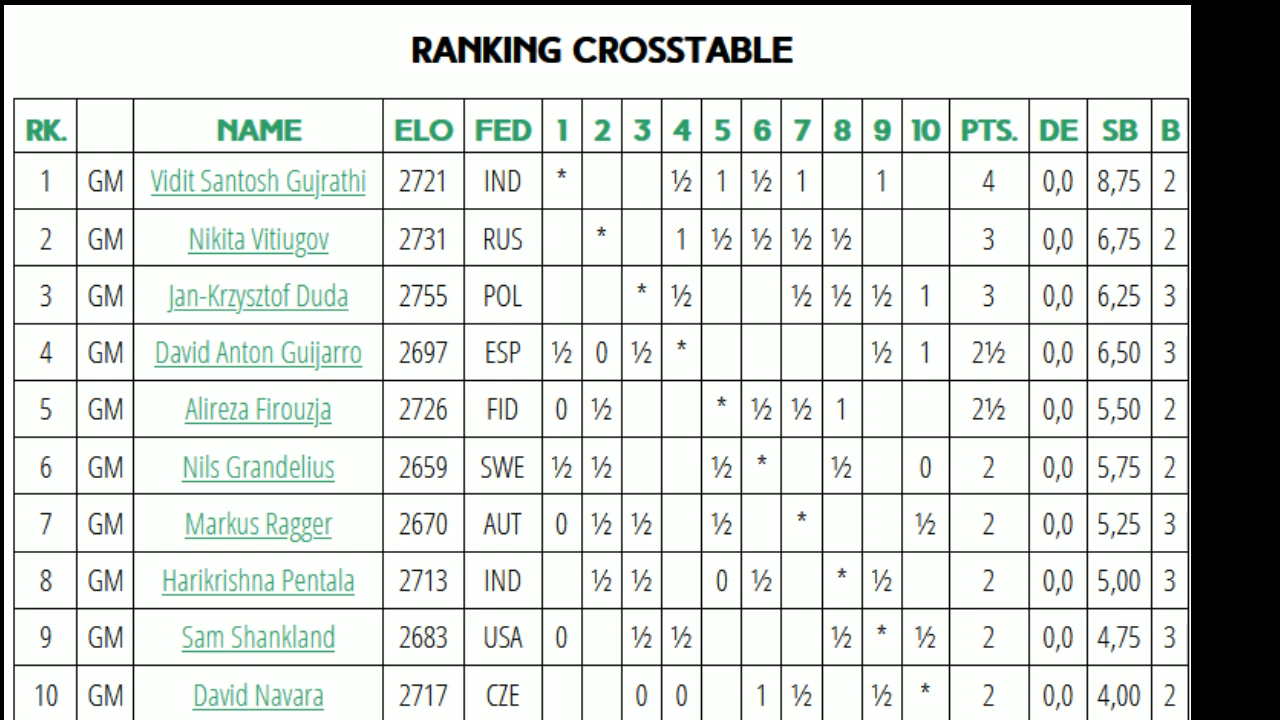 RANKING CROSSTABLE
RK. NAME ELO FED 1 2 3 4 5 6 7 8 9 10 PTS. DE SB B
1 GM Vidit Santosh Gujrathi 2721 IND * ½ 1 ½ 1 1 4 0,0 8,75 2
2 GM Nikita Vitiugov 2731 RUS * 1 ½ ½ ½ ½ 3 0,0 6,75 2
3 GM Jan-Krzysztof Duda 2755 POL * ½ ½ ½ ½ 1 3 0,0 6,25 3
4 GM David Anton Guijarro 2697 ESP ½ 0 ½ * ½ 1 2½ 0,0 6,50 3
5 GM Alireza Firouzja 2726 FID 0 ½ * ½ ½ 1 2½ 0,0 5,50 2
6 GM Nils Grandelius 2659 SWE ½ ½ ½ * ½ 0 2 0,0 5,75 2
7 GM Markus Ragger 2670 AUT 0 ½ ½ ½ * ½ 2 0,0 5,25 3
8 GM Harikrishna Pentala 2713 IND ½ ½ 0 ½ * ½ 2 0,0 5,00 3
9 GM Sam Shankland 2683 USA 0 ½ ½ ½ * ½ 2 0,0 4,75 3
10 GM David Navara 2717 CZE 0 0 1 ½ ½ * 2 0,0 4,00 2